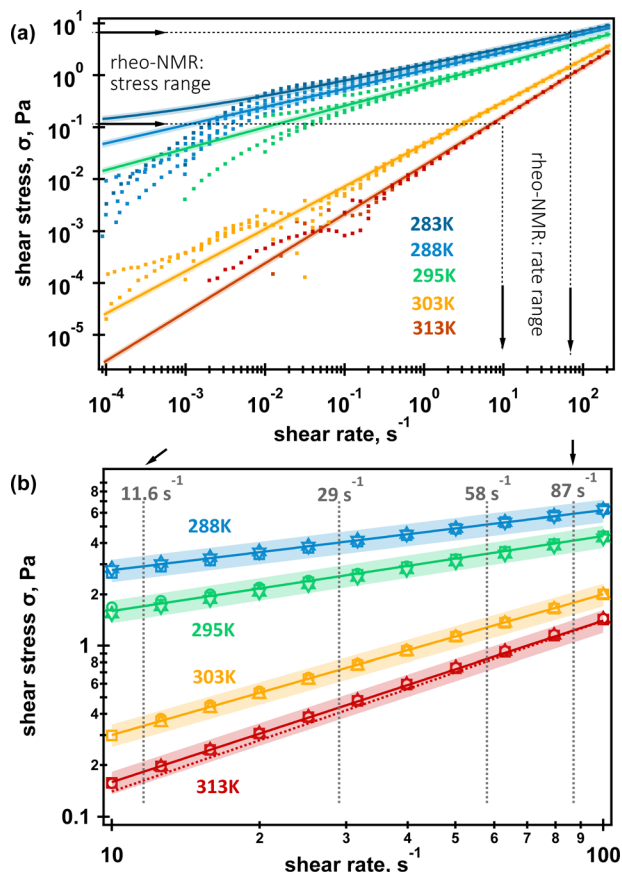 (a)
shear stress, σ, Pa
10^1
10^0
10^-1
10^-2
10^-3
10^-4
10^-5
rheo-NMR:
stress range
rheo-NMR: rate range
283K
288K
295K
303K
313K
10^-4
10^-3
10^-2
10^-1
10^0
10^1
10^2
shear rate, s^-1
(b)
shear stress σ, Pa
8
6
4
2
1
8
6
4
2
0.1
11.6 s^-1
29 s^-1
58 s^-1
87 s^-1
288K
295K
303K
313K
10
2
3
4
5
6
7
8
9
100
shear rate, s^-1